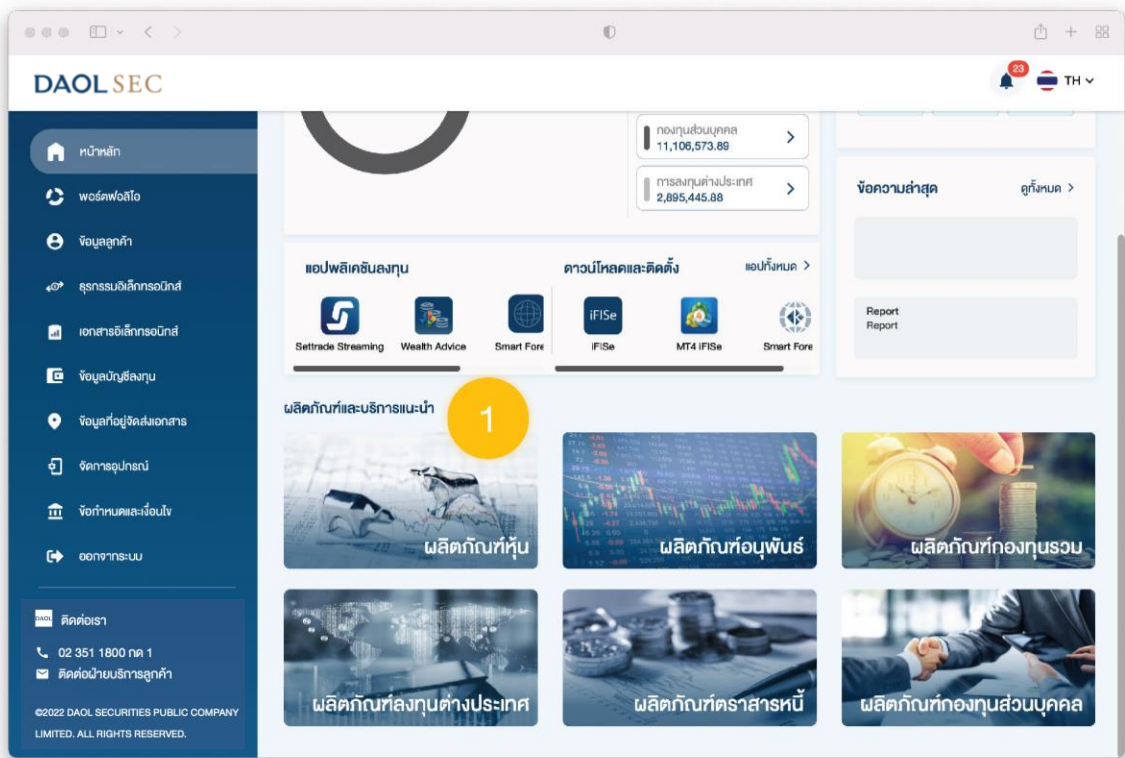 DAOL SEC
23
TH
หน้าหลัก
พอร์ตฟอลิโอ
ข้อมูลลูกค้า
ธุรกรรมอิเล็กทรอนิกส์
เอกสารอิเล็กทรอนิกส์
ข้อมูลบัญชีลงทุน
ข้อมูลที่อยู่จัดส่งเอกสาร
จัดการอุปกรณ์
ข้อกำหนดและเงื่อนไข
ออกจากระบบ
DAOL ติดต่อเรา
02 351 1800 กด 1
ติดต่อฝ่ายบริการลูกค้า
©2022 DAOL SECURITIES PUBLIC COMPANY
LIMITED. ALL RIGHTS RESERVED.
กองทุนส่วนบุคคล
11,106,573.89
การลงทุนต่างประเทศ
2,895,445.88
ข้อความล่าสุด ดูทั้งหมด >
Report
Report
แอปพลิเคชันลงทุน
Settrade Streaming Wealth Advice Smart Fore
ดาวน์โหลดและติดตั้ง แอปทั้งหมด >
iFISe
iFISe MT4 iFISe Smart Fore
ผลิตภัณฑ์และบริการแนะนำ
1
ผลิตภัณฑ์หุ้น
ผลิตภัณฑ์อนุพันธ์
ผลิตภัณฑ์กองทุนรวม
ผลิตภัณฑ์ลงทุนต่างประเทศ
ผลิตภัณฑ์ตราสารหนี้
ผลิตภัณฑ์กองทุนส่วนบุคคล